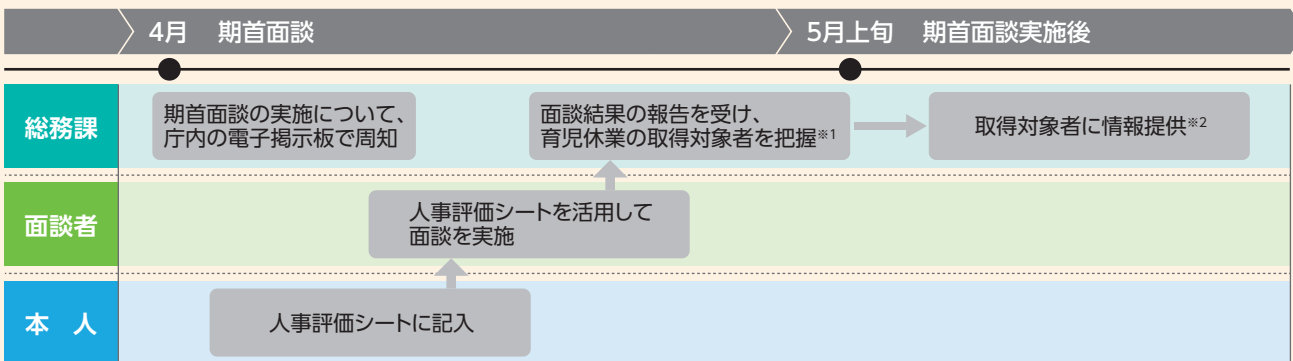 4月 期首面談
5月上旬 期首面談実施後
総務課
期首面談の実施について、
庁内の電子掲示板で周知
面談結果の報告を受け、
育児休業の取得対象者を把握※1
取得対象者に情報提供※2
面談者
人事評価シートを活用して
面談を実施
本 人
人事評価シートに記入